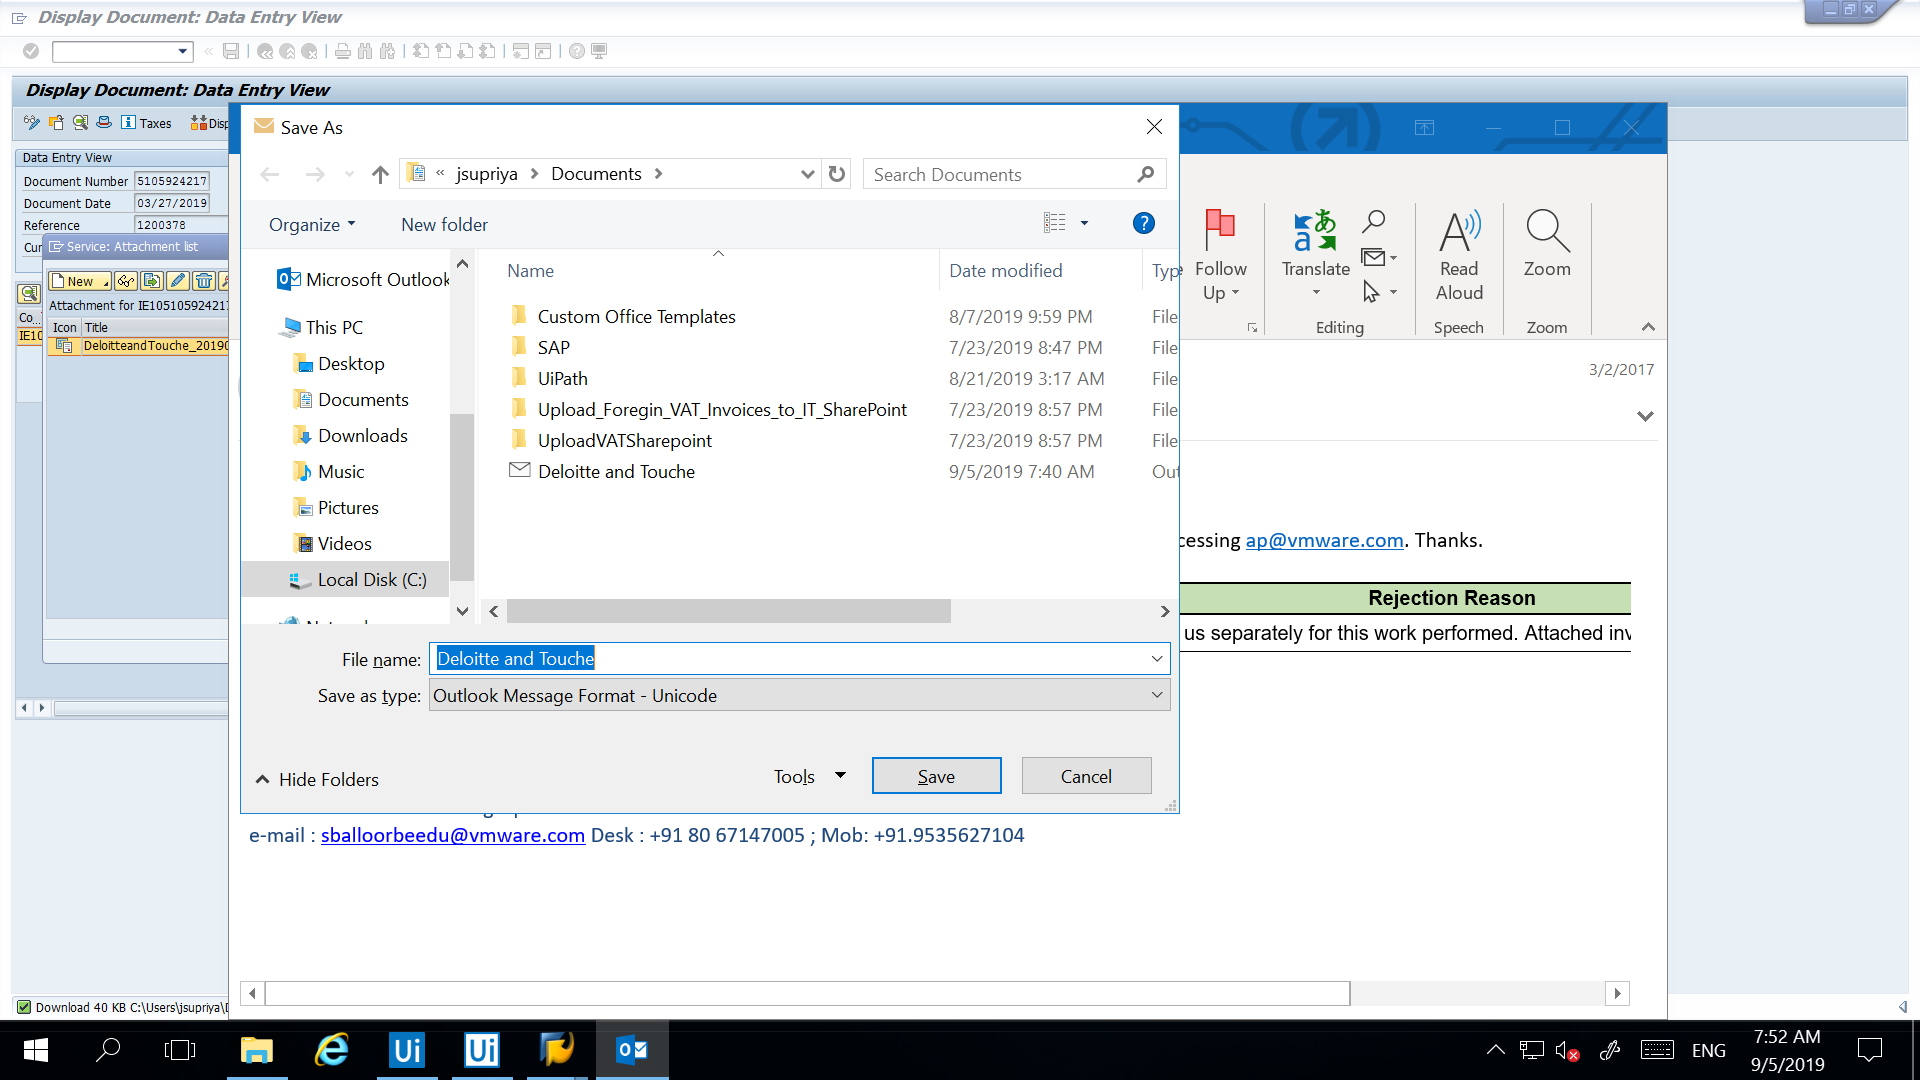 Display Document: Data Entry View
Display Document: Data Entry View
Taxes
Data Entry View
Document Number 5105924217
Document Date 03/27/2019
Reference 1200378
Service: Attachment list
New
Attachment for IE105105924217
Co..
IE10
Icon Title
DeloitteandTouche_2019
Download 40 KB C:\Users\jsupriya\
Save As
« jsupriya > Documents >
Search Documents
Organize
New folder
?
Microsoft Outlook
This PC
Desktop
Documents
Downloads
Music
Pictures
Videos
Local Disk (C:)
Name Date modified Typ
Custom Office Templates 8/7/2019 9:59 PM File
SAP 7/23/2019 8:47 PM File
UiPath 8/21/2019 3:17 AM File
Upload_Foregin_VAT_Invoices_to_IT_SharePoint 7/23/2019 8:57 PM File
UploadVATSharepoint 7/23/2019 8:57 PM File
Deloitte and Touche 9/5/2019 7:40 AM Out
File name: Deloitte and Touche
Save as type: Outlook Message Format - Unicode
Hide Folders
Tools
Save
Cancel
Follow Up
Translate
Editing
Read Aloud
Speech
Zoom
Zoom
3/2/2017
cessing ap@vmware.com. Thanks.
Rejection Reason
us separately for this work performed. Attached inv
e-mail : sballoorbeedu@vmware.com Desk : +91 80 67147005 ; Mob: +91.9535627104
Ui
Ui
ENG
7:52 AM
9/5/2019